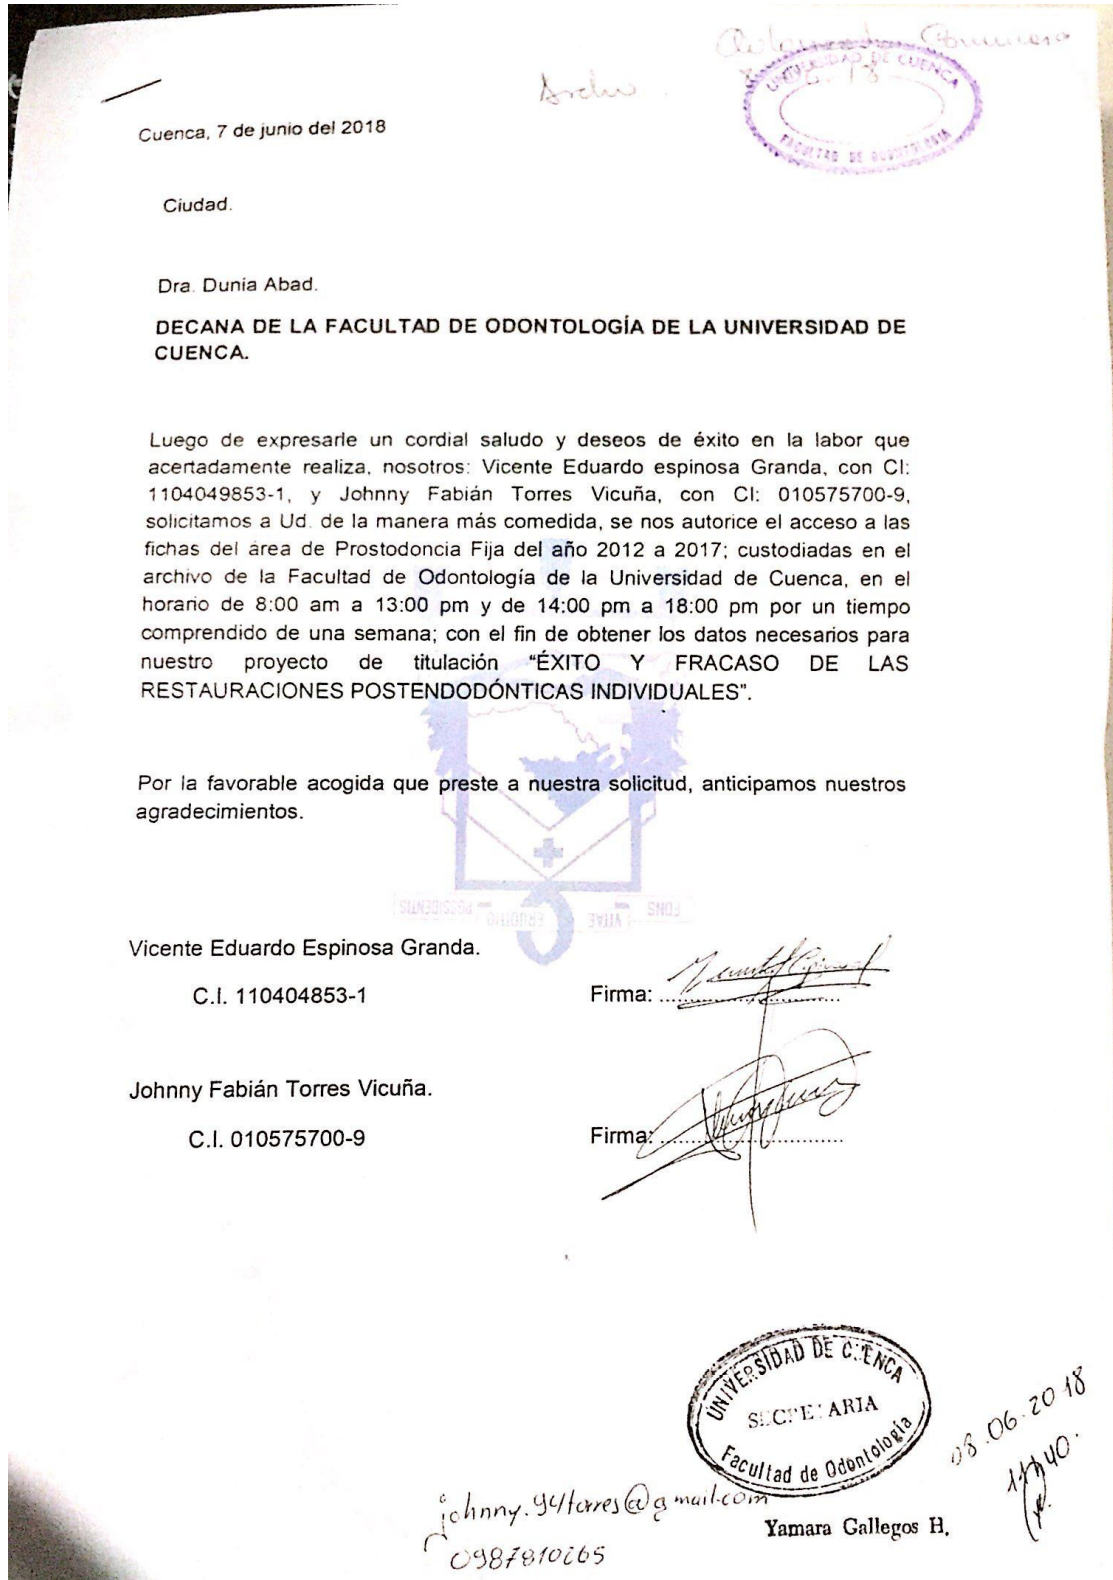 UNIVERSIDAD DE CUENCA
FACULTAD DE ODONTOLOGIA
Cuenca, 7 de junio del 2018
Ciudad.
Dra. Dunia Abad.
DECANA DE LA FACULTAD DE ODONTOLOGÍA DE LA UNIVERSIDAD DE
CUENCA.
Luego de expresarle un cordial saludo y deseos de éxito en la labor que
acertadamente realiza, nosotros: Vicente Eduardo espinosa Granda, con CI:
1104049853-1, y Johnny Fabián Torres Vicuña, con CI: 010575700-9,
solicitamos a Ud. de la manera más comedida, se nos autorice el acceso a las
fichas del área de Prostodoncia Fija del año 2012 a 2017; custodiadas en el
archivo de la Facultad de Odontología de la Universidad de Cuenca, en el
horario de 8:00 am a 13:00 pm y de 14:00 pm a 18:00 pm por un tiempo
comprendido de una semana; con el fin de obtener los datos necesarios para
nuestro proyecto de titulación “ÉXITO Y FRACASO DE LAS
RESTAURACIONES POSTENDODÓNTICAS INDIVIDUALES”.
Por la favorable acogida que preste a nuestra solicitud, anticipamos nuestros
agradecimientos.
FONS VITAE ERUDITIO POSSIDENTIS
Vicente Eduardo Espinosa Granda.
C.I. 110404853-1
Firma:
Johnny Fabián Torres Vicuña.
C.I. 010575700-9
Firma:
UNIVERSIDAD DE CUENCA
SECRETARIA
Facultad de Odontología
08.06.2018
johnny.94torres@gmail.com
Yamara Gallegos H.